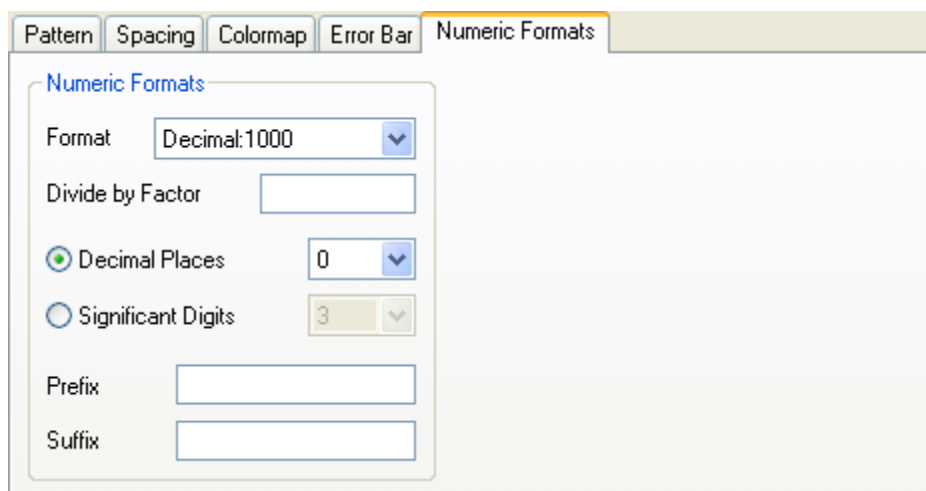 Pattern Spacing Colormap Error Bar Numeric Formats
Numeric Formats
Format Decimal:1000
Divide by Factor
Decimal Places 0
Significant Digits 3
Prefix
Suffix